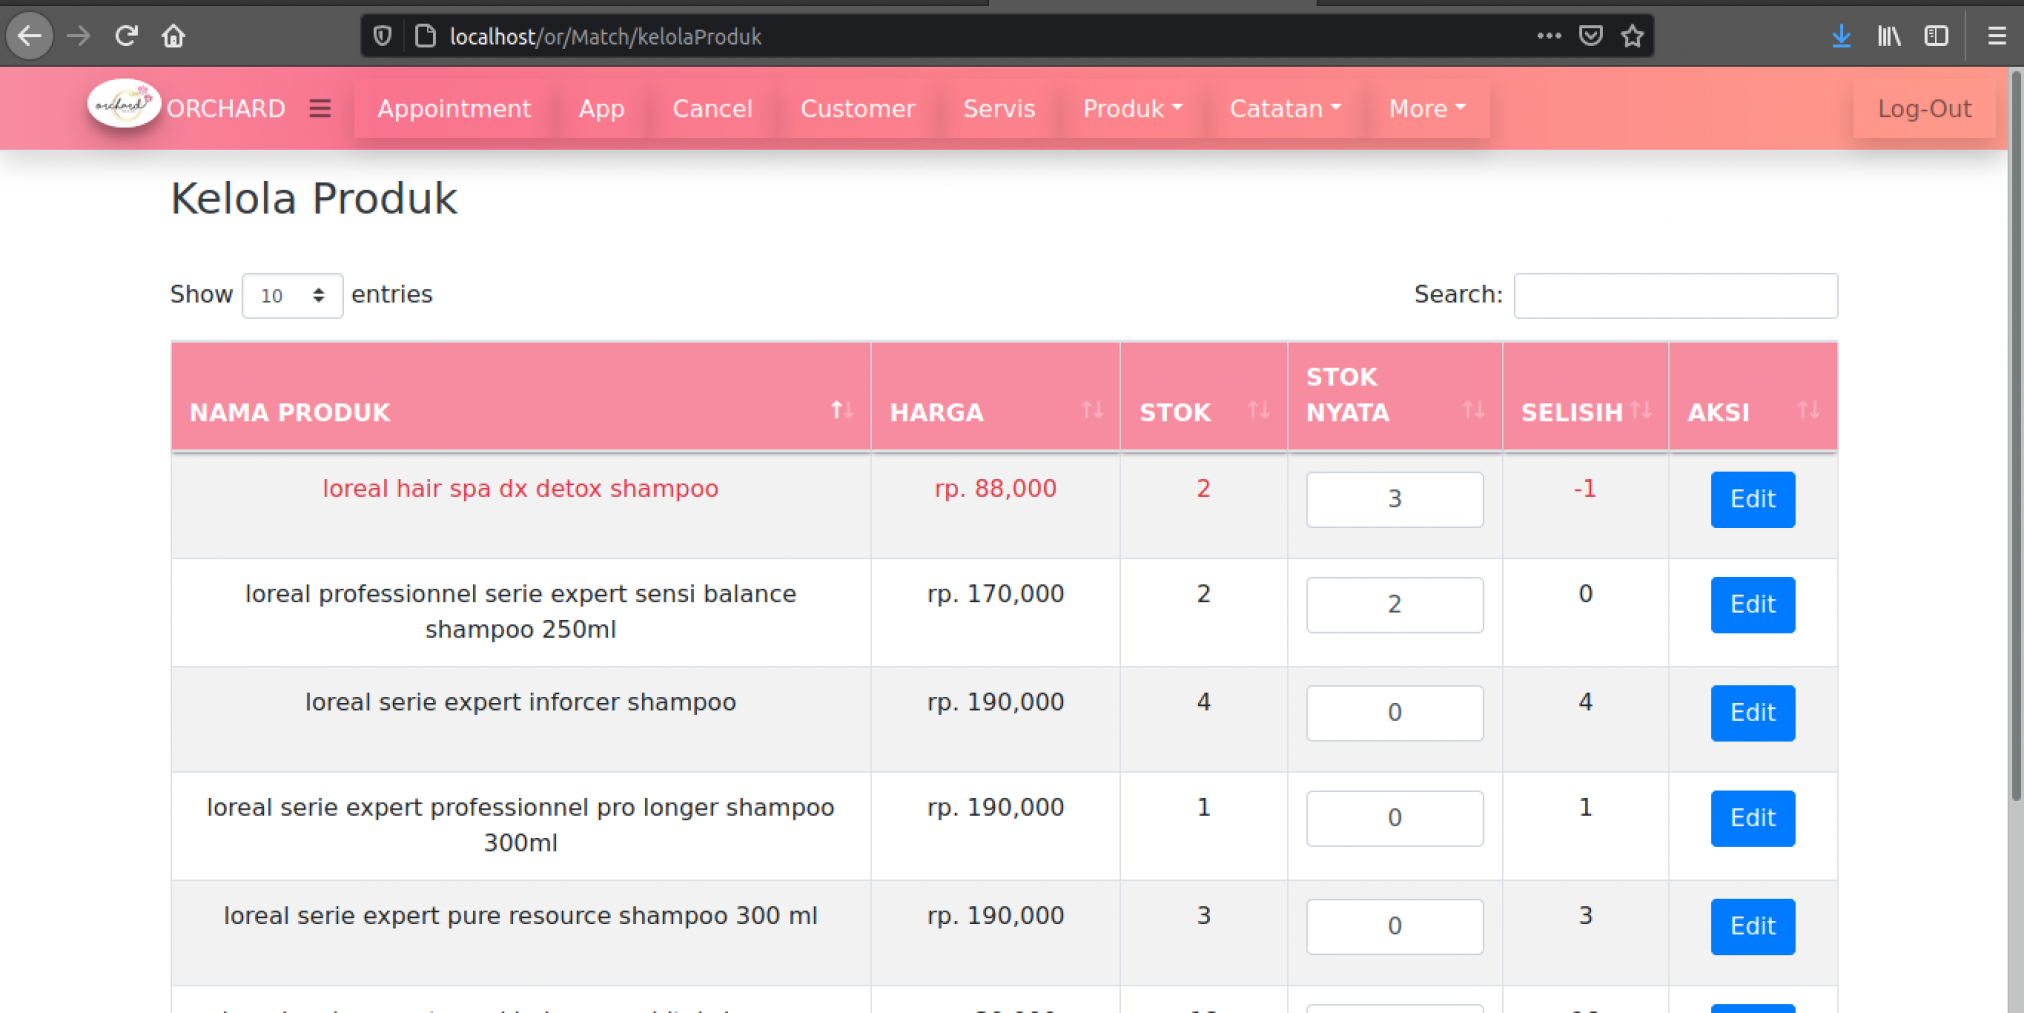 localhost/or/Match/kelolaProduk
orchard ORCHARD Appointment App Cancel Customer Servis Produk Catatan More Log-Out
Kelola Produk
Show 10 entries Search:
NAMA PRODUK HARGA STOK STOK NYATA SELISIH AKSI
loreal hair spa dx detox shampoo rp. 88,000 2 3 -1 Edit
loreal professionnel serie expert sensi balance rp. 170,000 2 2 0 Edit
shampoo 250ml
loreal serie expert inforcer shampoo rp. 190,000 4 0 4 Edit
loreal serie expert professionnel pro longer shampoo rp. 190,000 1 0 1 Edit
300ml
loreal serie expert pure resource shampoo 300 ml rp. 190,000 3 0 3 Edit